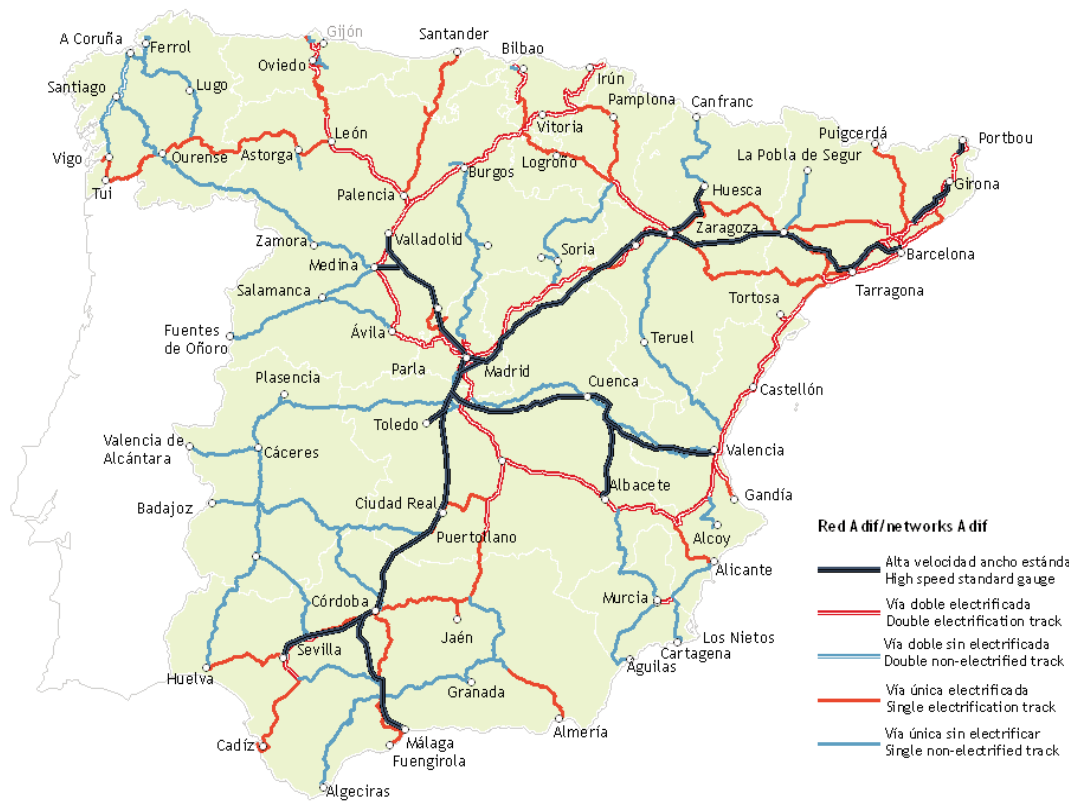 Gijón
A Coruña
Ferrol
Santander
Bilbao
Oviedo
Irún
Santiago
Lugo
Pamplona
Canfranc
Vitoria
Puigcerdá
Portbou
León
La Pobla de Segur
Vigo
Ourense
Astorga
Logroño
Burgos
Tui
Palencia
Huesca
Girona
Zamora
Valladolid
Soria
Zaragoza
Barcelona
Medina
Salamanca
Tarragona
Tortosa
Fuentes
de Oñoro
Ávila
Teruel
Parla
Madrid
Plasencia
Cuenca
Castellón
Toledo
Valencia de
Alcántara
Cáceres
Valencia
Albacete
Gandía
Badajoz
Ciudad Real
Red Adif/networks Adif
Puertollano
Alcoy
Alta velocidad ancho estánda
High speed standard gauge
Alicante
Vía doble electrificada
Double electrification track
Córdoba
Murcia
Jaén
Los Nietos
Vía doble sin electrificada
Double non-electrified track
Sevilla
Cartagena
Águilas
Huelva
Granada
Vía única electrificada
Single electrification track
Almería
Cadíz
Málaga
Vía única sin electrificar
Single non-electrified track
Fuengirola
Algeciras